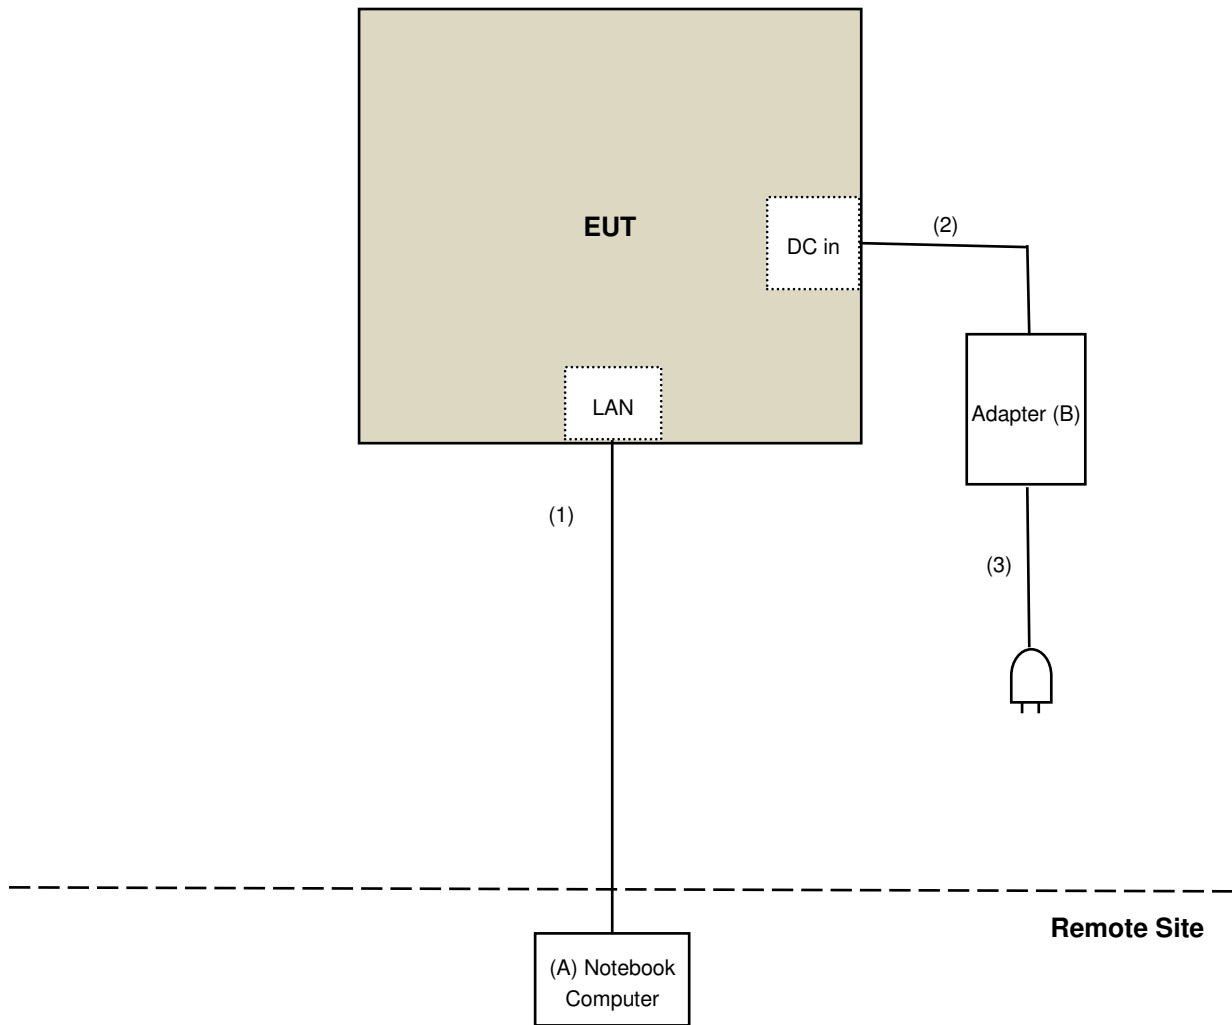 EUT
DC in
(2)
LAN
Adapter (B)
(1)
(3)
Remote Site
(A) Notebook
Computer